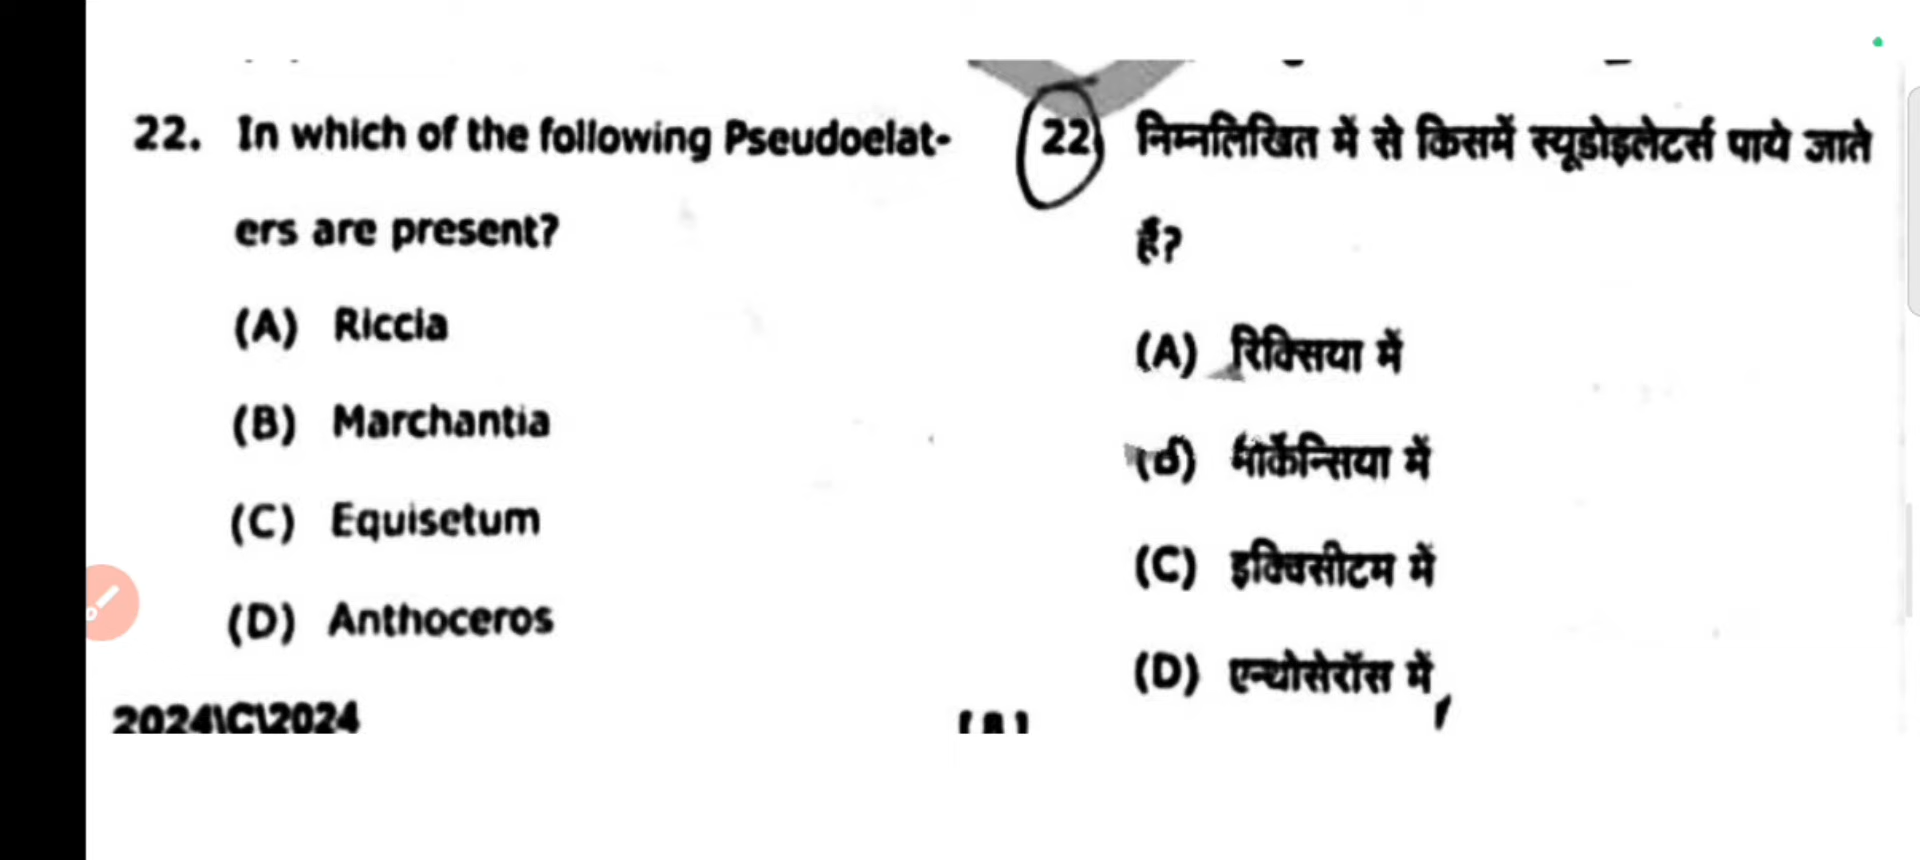 22. In which of the following Pseudoelat-
ers are present?
(A) Riccia
(B) Marchantia
(C) Equisetum
(D) Anthoceros
2024\C\2024
22 निम्नलिखित में से किसमें स्यूडोइलेटर्स पाये जाते
हैं?
(A) रिक्सिया में
मार्केन्सिया में
(C) इक्विसीटम में
(D) एन्थोसेरॉस में